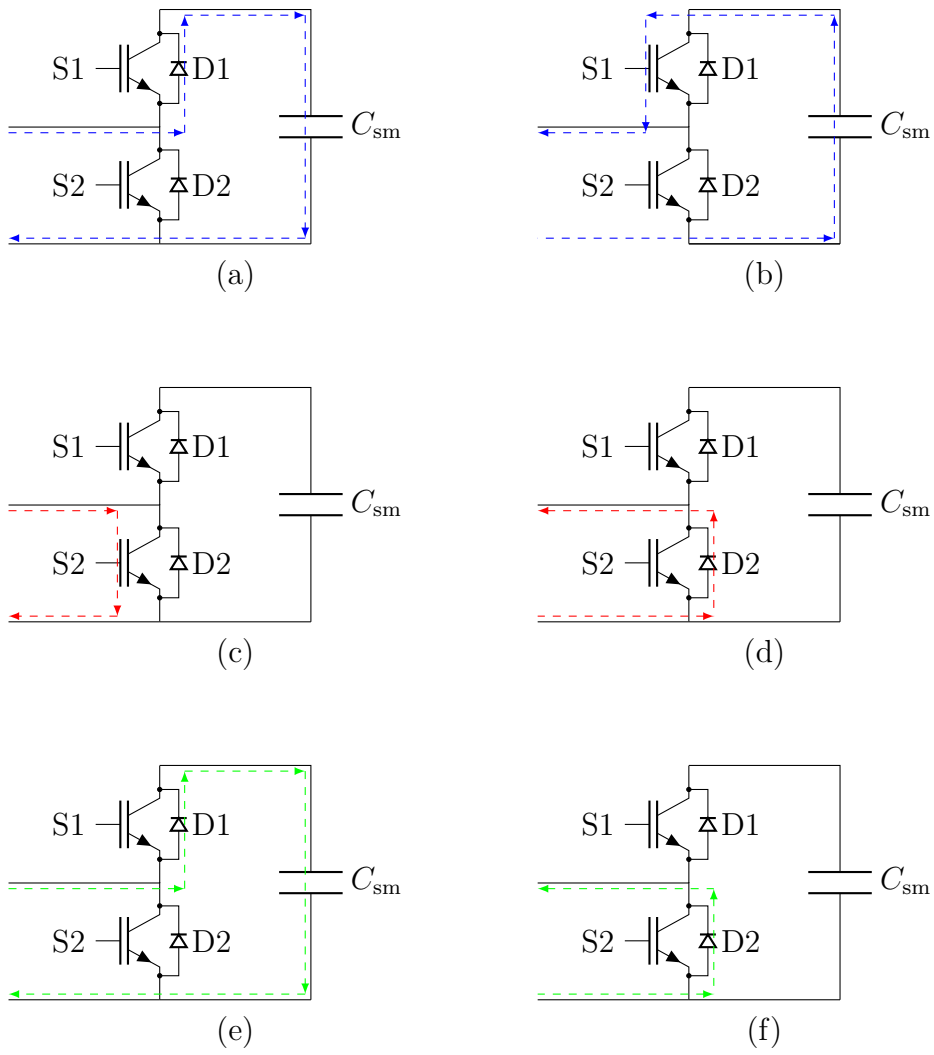 S1 D1 S1 D1
C_sm C_sm
S2 D2 S2 D2
(a) (b)
S1 D1 S1 D1
C_sm C_sm
S2 D2 S2 D2
(c) (d)
S1 D1 S1 D1
C_sm C_sm
S2 D2 S2 D2
(e) (f)